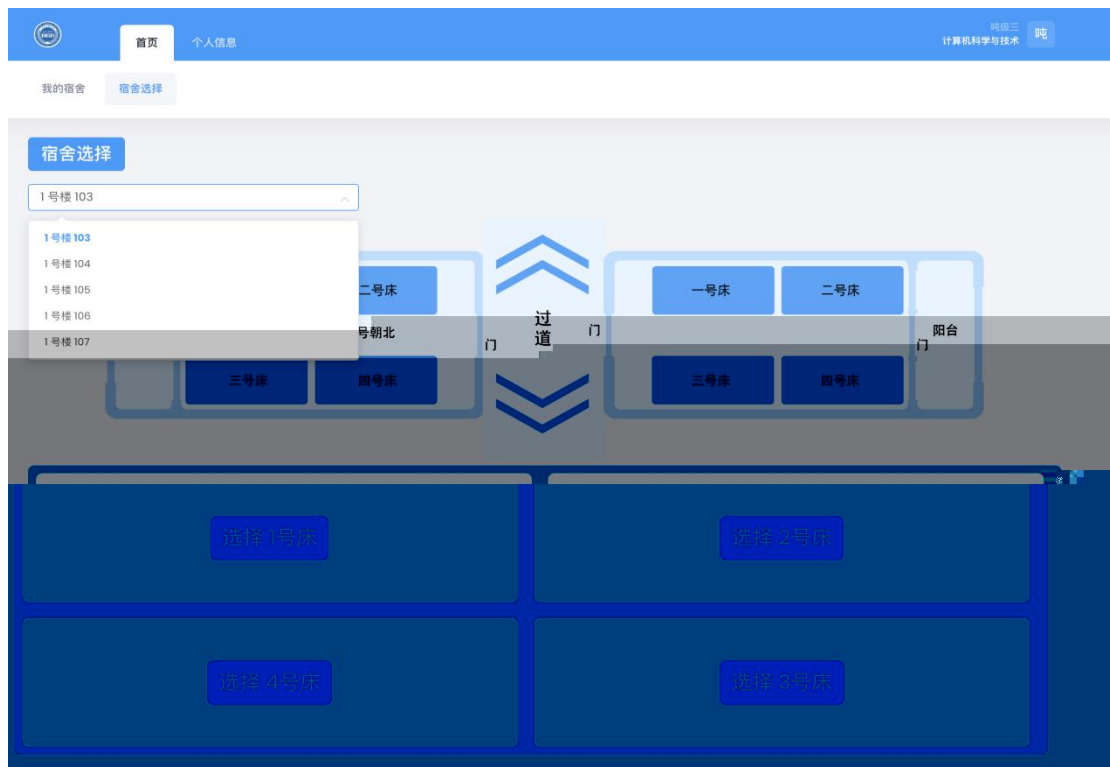 吨级三
首页 个人信息
计算机科学与技术
吨
我的宿舍 宿舍选择
宿舍选择
1号楼 103
1号楼 103
1号楼 104
1号楼 105
1号楼 106
1号楼 107
二号床
一号床 二号床
号朝北
门
过道
门
阳台
门
三号床 四号床
三号床 四号床
选择 1号床
选择 2号床
选择 4号床
选择 3号床